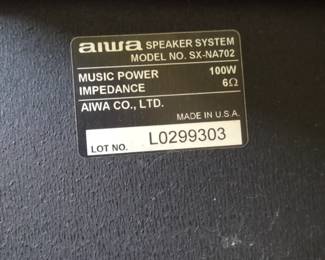 aiwa SPEAKER SYSTEM
MODEL NO. SX-NA702
MUSIC POWER 100W
IMPEDANCE 6Ω
AIWA CO., LTD.
MADE IN U.S.A.
LOT NO. L0299303